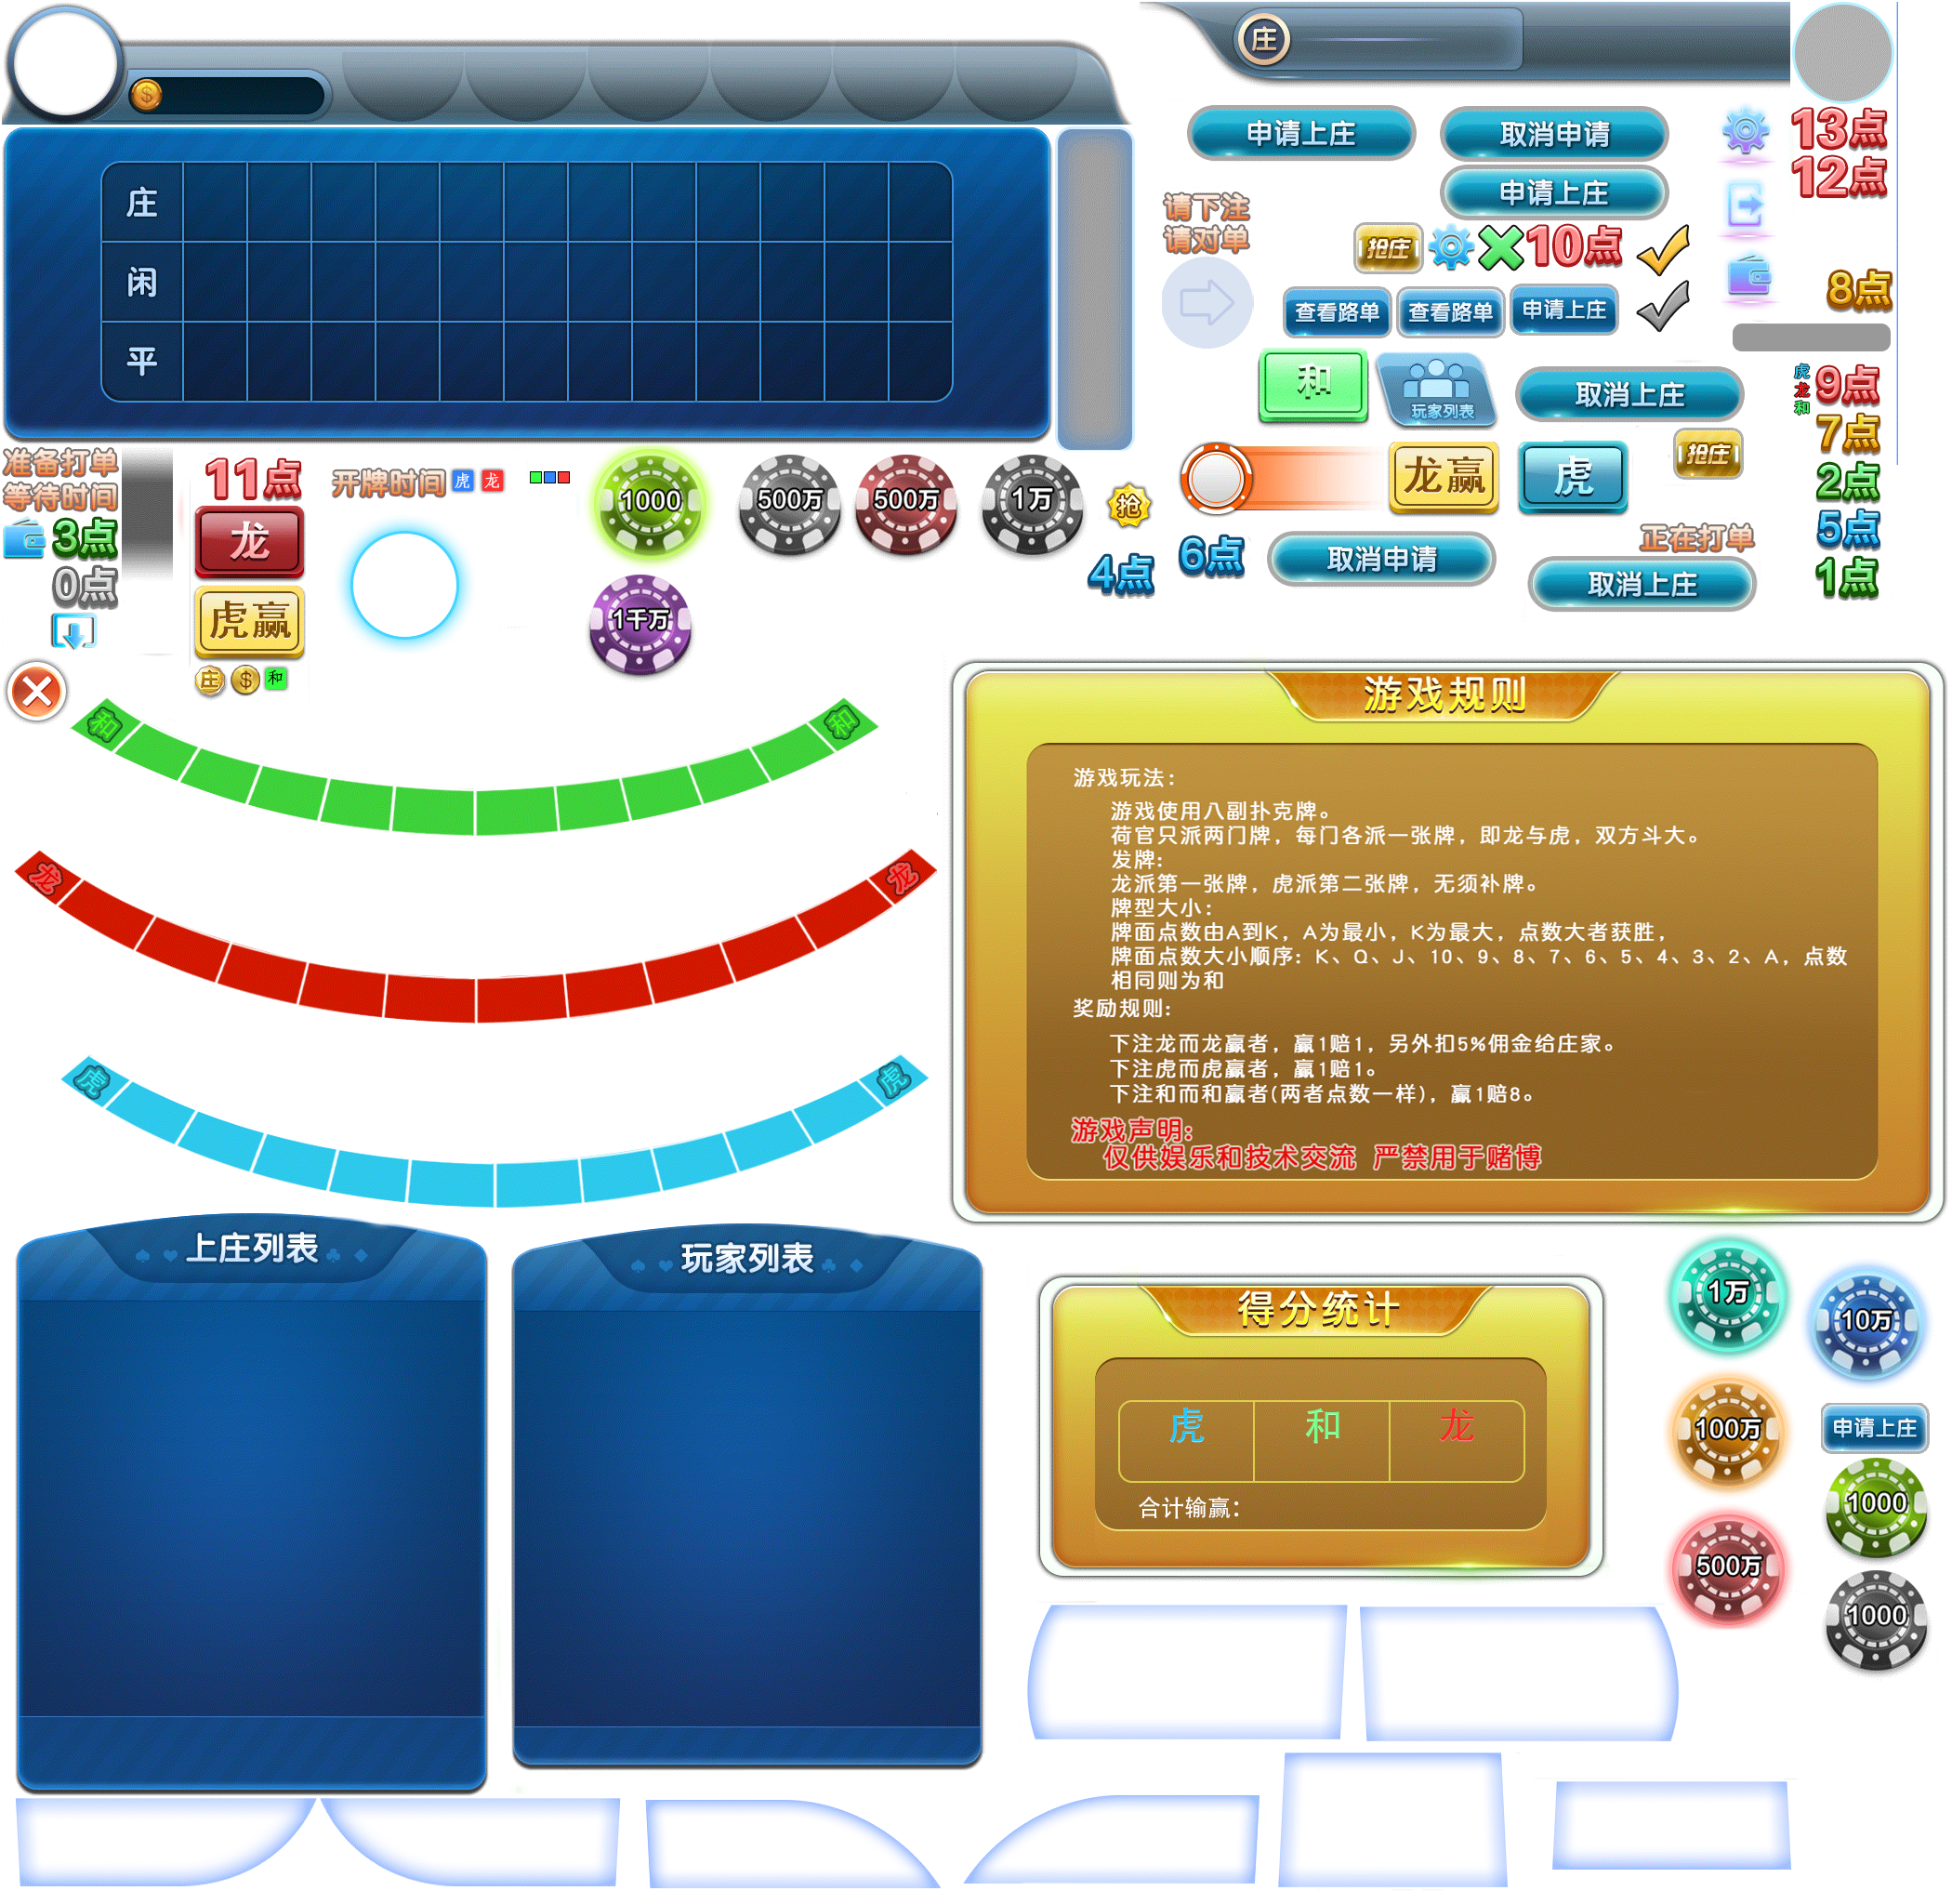 庄
申请上庄
取消申请
申请上庄
13点
12点
请下注
请对单
抢庄
10点
8点
查看路单
查看路单
申请上庄
庄
闲
平
和
玩家列表
取消上庄
虎
龙
和
9点
7点
2点
5点
1点
龙赢
虎
抢庄
准备打单
等待时间
3点
0点
11点
龙
虎赢
庄
$
和
开牌时间
虎
龙
1000
500万
500万
1万
抢
4点
6点
取消申请
正在打单
取消上庄
1千万
$
和
和
龙
龙
虎
虎
游戏规则
游戏玩法:
游戏使用八副扑克牌。
荷官只派两门牌，每门各派一张牌，即龙与虎，双方斗大。
发牌:
龙派第一张牌，虎派第二张牌，无须补牌。
牌型大小:
牌面点数由A到K，A为最小，K为最大，点数大者获胜，
牌面点数大小顺序: K、Q、J、10、9、8、7、6、5、4、3、2、A，点数
相同则为和
奖励规则:
下注龙而龙赢者，赢1赔1，另外扣5%佣金给庄家。
下注虎而虎赢者，赢1赔1。
下注和而和赢者(两者点数一样)，赢1赔8。
游戏声明:
仅供娱乐和技术交流 严禁用于赌博
上庄列表
玩家列表
得分统计
虎
和
龙
合计输赢:
1万
10万
100万
申请上庄
1000
500万
1000